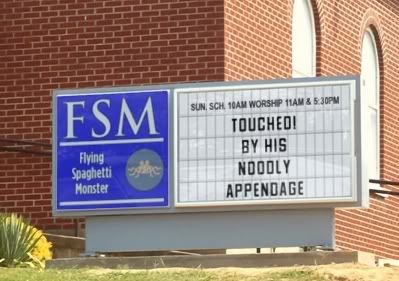 FSM
Flying
Spaghetti
Monster
SUN. SCH. 10AM WORSHIP 11AM & 5:30PM
TOUCHED!
BY HIS
NOODLY
APPENDAGE